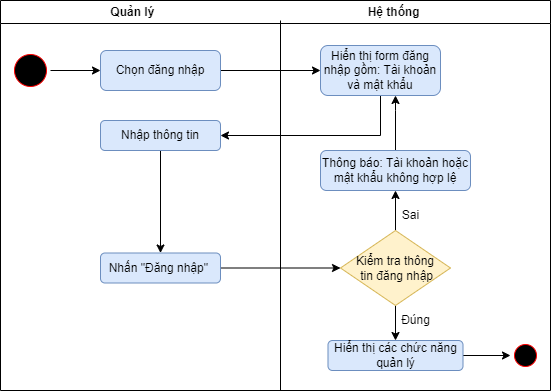 Quản lý
Hệ thống
Chọn đăng nhập
Hiển thị form đăng
nhập gồm: Tài khoản
và mật khẩu
Nhập thông tin
Thông báo: Tài khoản hoặc
mật khẩu không hợp lệ
Sai
Nhấn "Đăng nhập"
Kiểm tra thông
tin đăng nhập
Đúng
Hiển thị các chức năng
quản lý